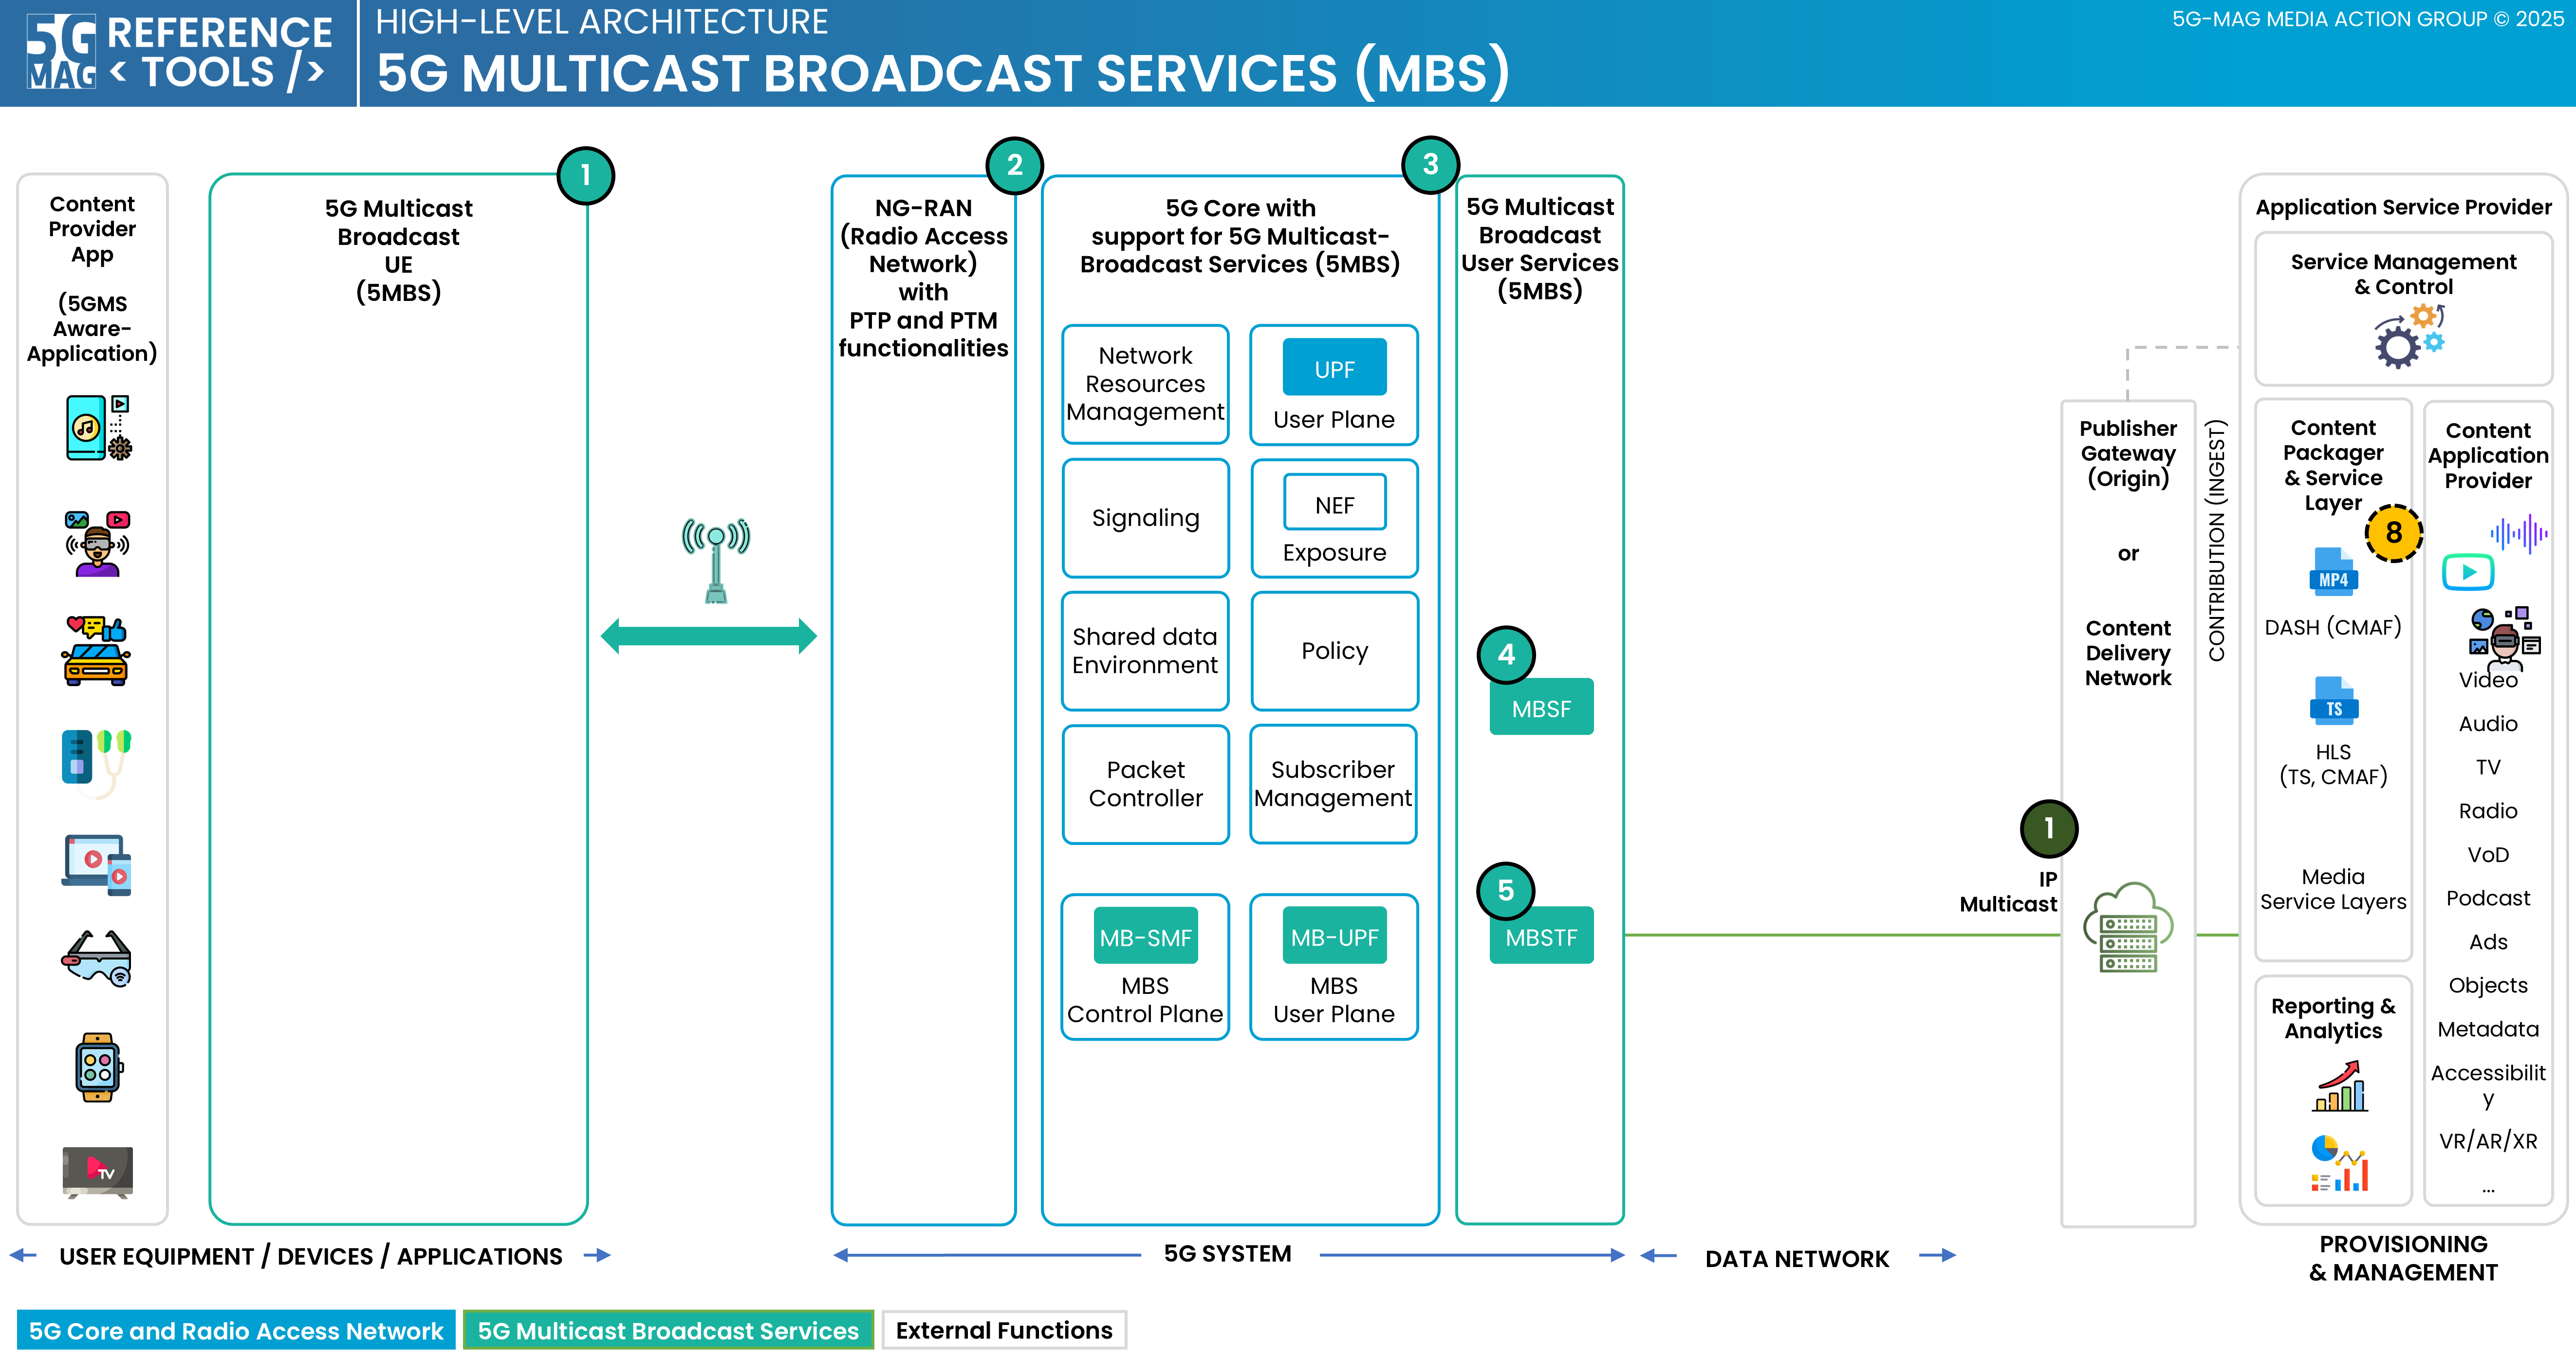 5G
MAG
REFERENCE
< TOOLS />
HIGH-LEVEL ARCHITECTURE
5G MULTICAST BROADCAST SERVICES (MBS)
5G-MAG MEDIA ACTION GROUP © 2025
Content
Provider
App
(5GMS
Aware-
Application)
TV
1
5G Multicast
Broadcast
UE
(5MBS)
2
NG-RAN
(Radio Access
Network)
with
PTP and PTM
functionalities
3
5G Core with
support for 5G Multicast-
Broadcast Services (5MBS)
Network
Resources
Management
UPF
User Plane
Signaling
NEF
Exposure
Shared data
Environment
Policy
Packet
Controller
Subscriber
Management
MB-SMF
MBS
Control Plane
MB-UPF
MBS
User Plane
5G Multicast
Broadcast
User Services
(5MBS)
4
MBSF
5
MBSTF
1
IP
Multicast
Publisher
Gateway
(Origin)
or
Content
Delivery
Network
CONTRIBUTION (INGEST)
Application Service Provider
Service Management
& Control
Content
Packager
& Service
Layer
8
MP4
DASH (CMAF)
TS
HLS
(TS, CMAF)
Media
Service Layers
Reporting &
Analytics
Content
Application
Provider
Video
Audio
TV
Radio
VoD
Podcast
Ads
Objects
Metadata
Accessibilit
y
VR/AR/XR
...
USER EQUIPMENT / DEVICES / APPLICATIONS
5G SYSTEM
DATA NETWORK
PROVISIONING
& MANAGEMENT
5G Core and Radio Access Network
5G Multicast Broadcast Services
External Functions